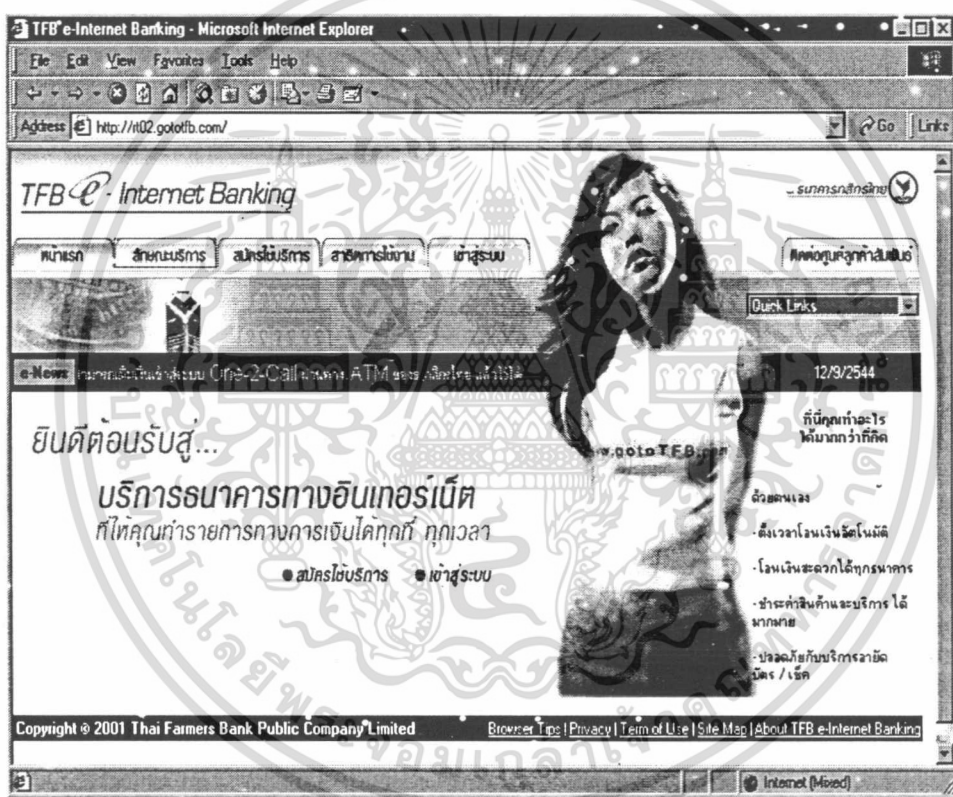 TFB e-Internet Banking - Microsoft Internet Explorer
File Edit View Favorites Tools Help
Address http://rt02.gototfb.com/ Go Links
TFB e - Internet Banking
ธนาคารกสิกรไทย
หน้าแรก ลักษณะบริการ สมัครใช้บริการ สาธิตการใช้งาน เข้าสู่ระบบ ติดต่อศูนย์ลูกค้าสัมพันธ์
Quick Links
e-News One-2-Call ผ่านทาง ATM ของ 12/9/2544
ที่นี่คุณทำอะไร
ได้มากกว่าที่คิด
ยินดีต้อนรับสู่...
www.gotoTFB.com
บริการธนาคารทางอินเทอร์เน็ต
ที่ให้คุณทำรายการทางการเงินได้ทุกที่ ทุกเวลา
สมัครใช้บริการ เข้าสู่ระบบ
ด้วยตนเอง
-ตั้งเวลาโอนเงินอัตโนมัติ
-โอนเงินสะดวกได้ทุกธนาคาร
-ชำระค่าสินค้าและบริการ ได้
มากมาย
-ปลอดภัยกับบริการอายัด
บัตร / เช็ค
Copyright © 2001 Thai Farmers Bank Public Company Limited Browser Tips | Privacy | Term of Use | Site Map | About TFB e-Internet Banking
Internet (Mixed)